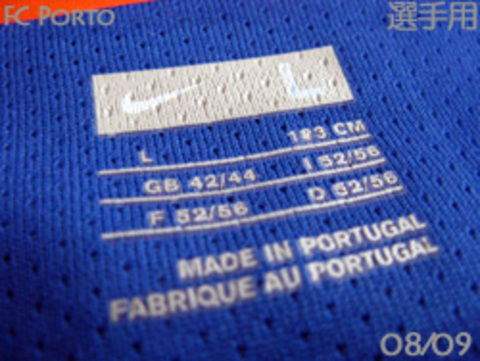 FC PORTO 選手用
L
L 183 CM
GB 42/44 I 52/56
F 52/56 D 52/56
MADE IN PORTUGAL
FABRIQUE AU PORTUGAL
08/09